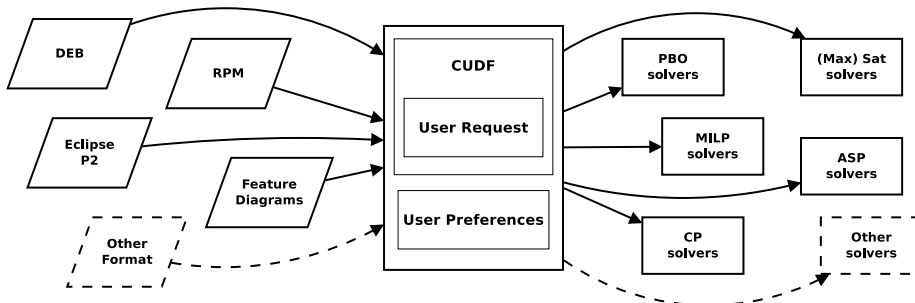 DEB
RPM
Eclipse
P2
Feature
Diagrams
Other
Format
CUDF
User Request
User Preferences
PBO
solvers
(Max) Sat
solvers
MILP
solvers
ASP
solvers
CP
solvers
Other
solvers